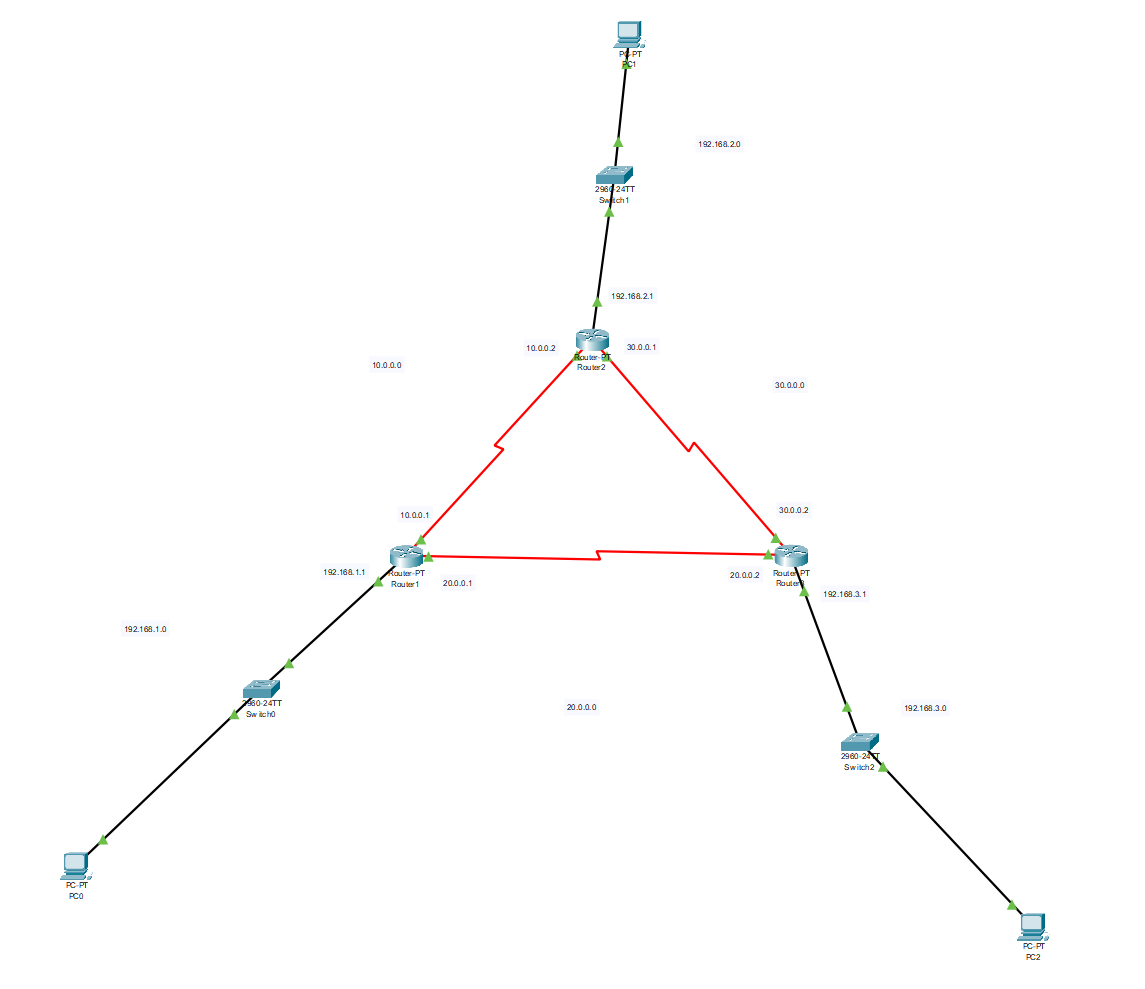 PC-PT
PC1
192.168.2.0
2960-24TT
Switch1
192.168.2.1
10.0.0.2
30.0.0.1
Router-PT
Router2
10.0.0.0
30.0.0.0
10.0.0.1
30.0.0.2
Router-PT
Router1
192.168.1.1
20.0.0.1
20.0.0.2
Router-PT
192.168.3.1
192.168.1.0
2960-24TT
Switch0
20.0.0.0
192.168.3.0
2960-24TT
Switch2
PC-PT
PC0
PC-PT
PC2